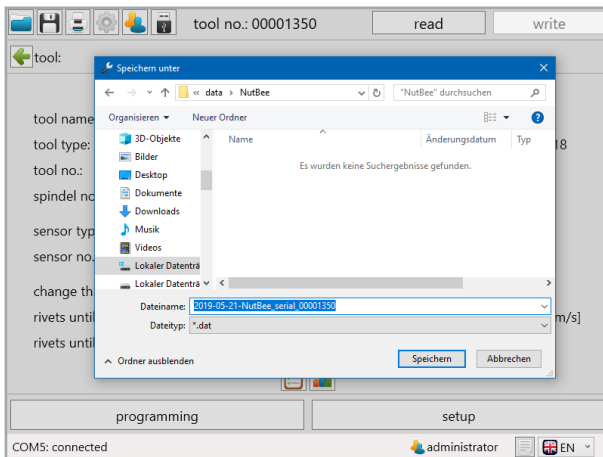 tool no.: 00001350 read write
tool:
Speichern unter
« data › NutBee "NutBee" durchsuchen
Organisieren Neuer Ordner
tool name
3D-Objekte Name Änderungsdatum Typ
tool type: Bilder Es wurden keine Suchergebnisse gefunden. 18
tool no.: Desktop
spindel no Dokumente
Downloads
sensor typ Musik
sensor no. Videos
Lokaler Datenträ
change th Lokaler Datenträ
rivets until Dateiname: 2019-05-21-NutBee_serial_00001350 m/s]
Dateityp: *.dat
rivets until
Ordner ausblenden Speichern Abbrechen
programming setup
COM5: connected administrator EN